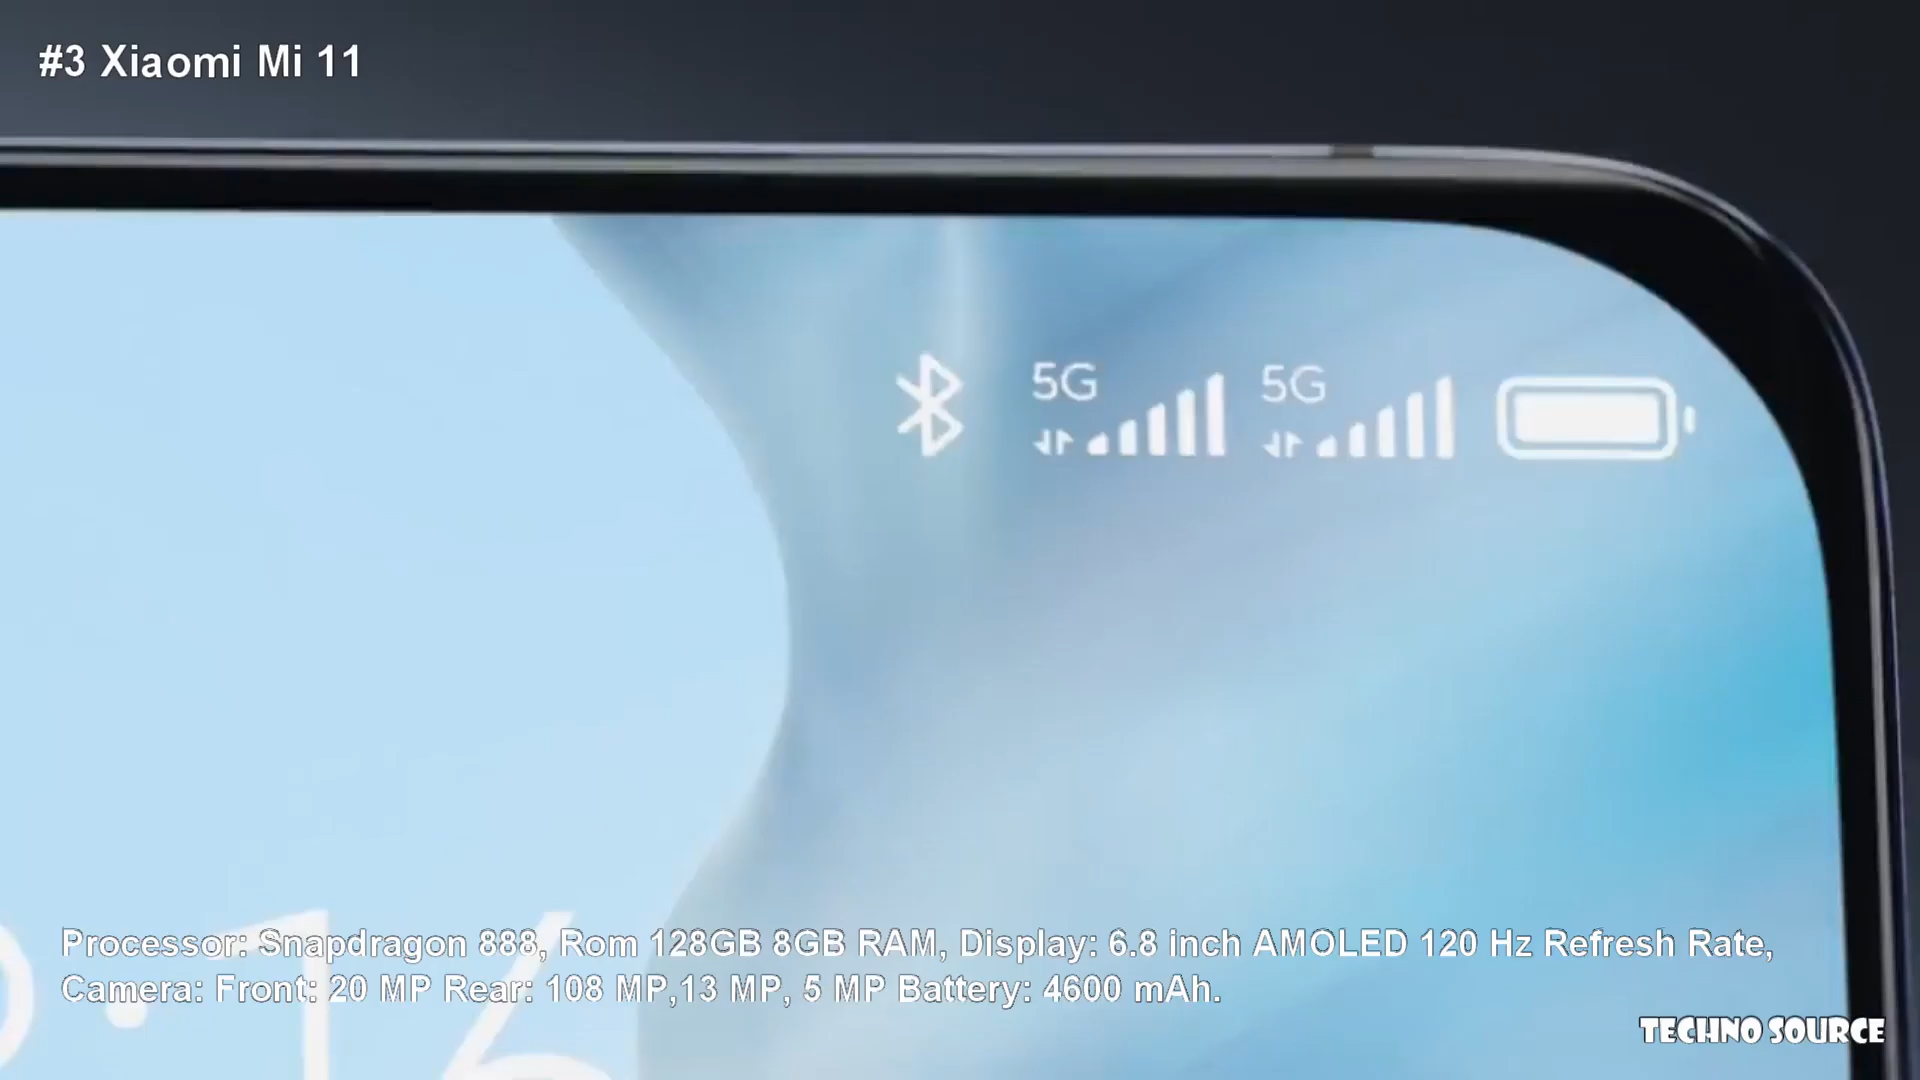 #3 Xiaomi Mi 11
5G 5G
Processor: Snapdragon 888, Rom 128GB 8GB RAM, Display: 6.8 inch AMOLED 120 Hz Refresh Rate,
Camera: Front: 20 MP Rear: 108 MP,13 MP, 5 MP Battery: 4600 mAh.
16
TECHNO SOURCE